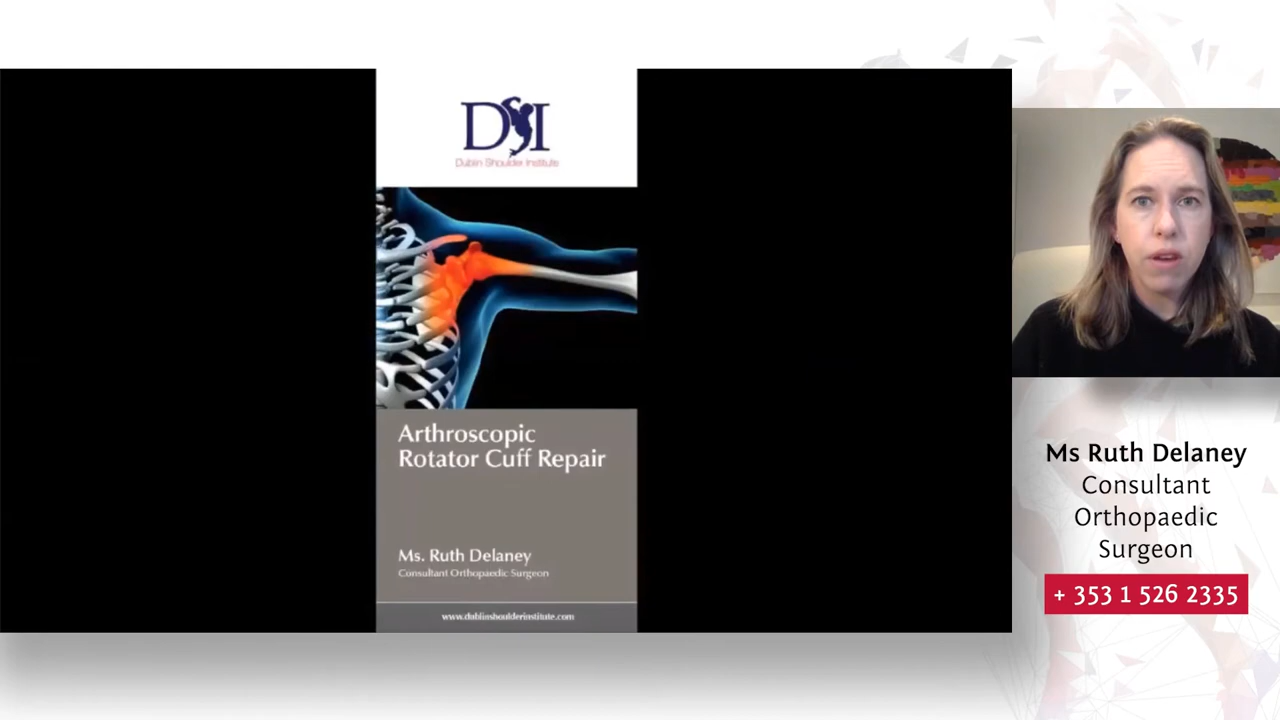 DSI
Dublin Shoulder Institute
Arthroscopic
Rotator Cuff Repair
Ms. Ruth Delaney
Consultant Orthopaedic Surgeon
www.dublinshoulderinstitute.com
Ms Ruth Delaney
Consultant
Orthopaedic
Surgeon
+ 353 1 526 2335